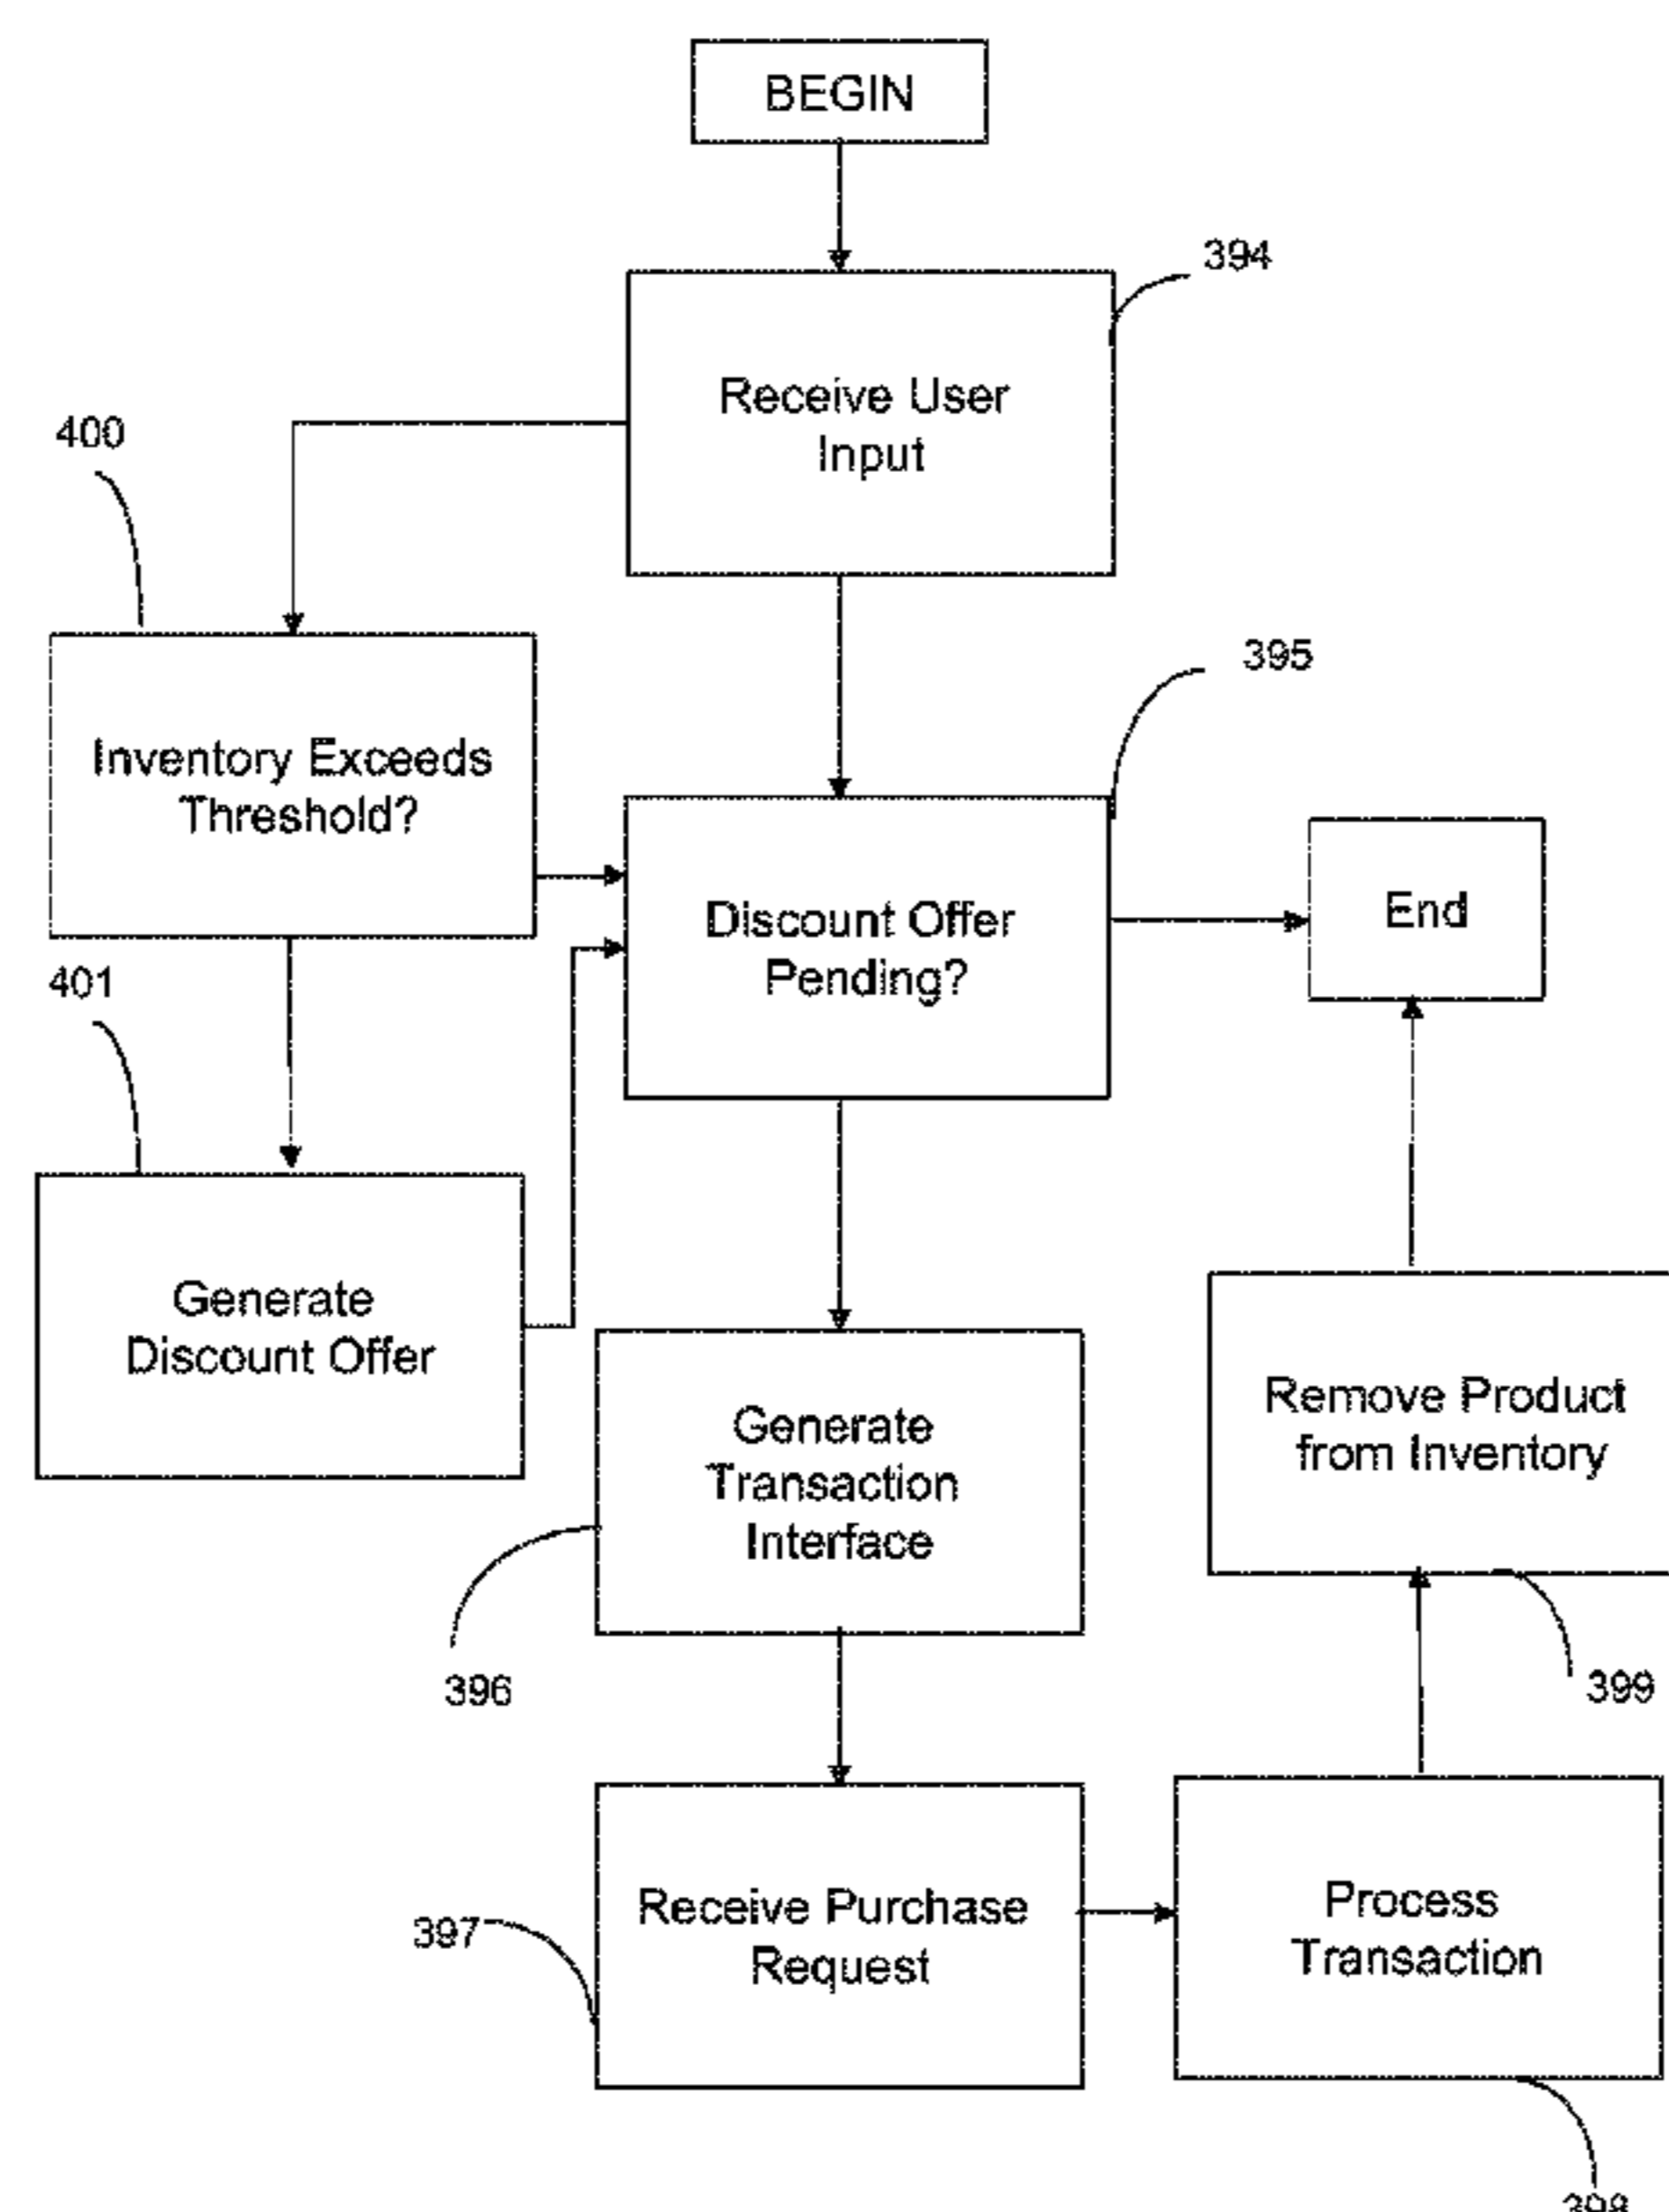 BEGIN
394
Receive User
Input
400
Inventory Exceeds
Threshold?
395
Discount Offer
Pending?
End
401
Generate
Discount Offer
Generate
Transaction
Interface
396
Remove Product
from Inventory
399
Receive Purchase
Request
397
Process
Transaction
398